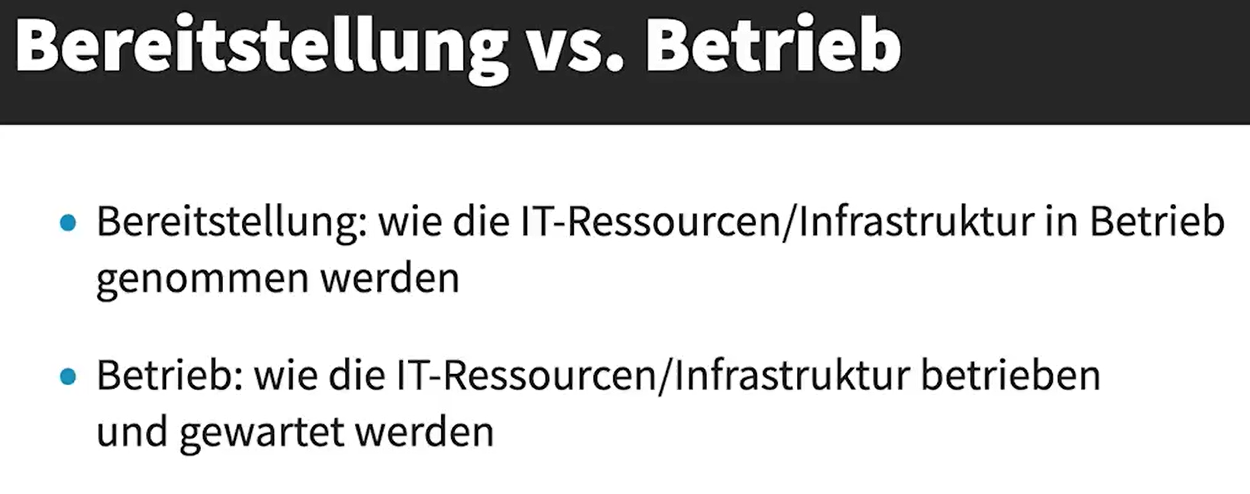 Bereitstellung vs. Betrieb
• Bereitstellung: wie die IT-Ressourcen/Infrastruktur in Betrieb
genommen werden
• Betrieb: wie die IT-Ressourcen/Infrastruktur betrieben
und gewartet werden